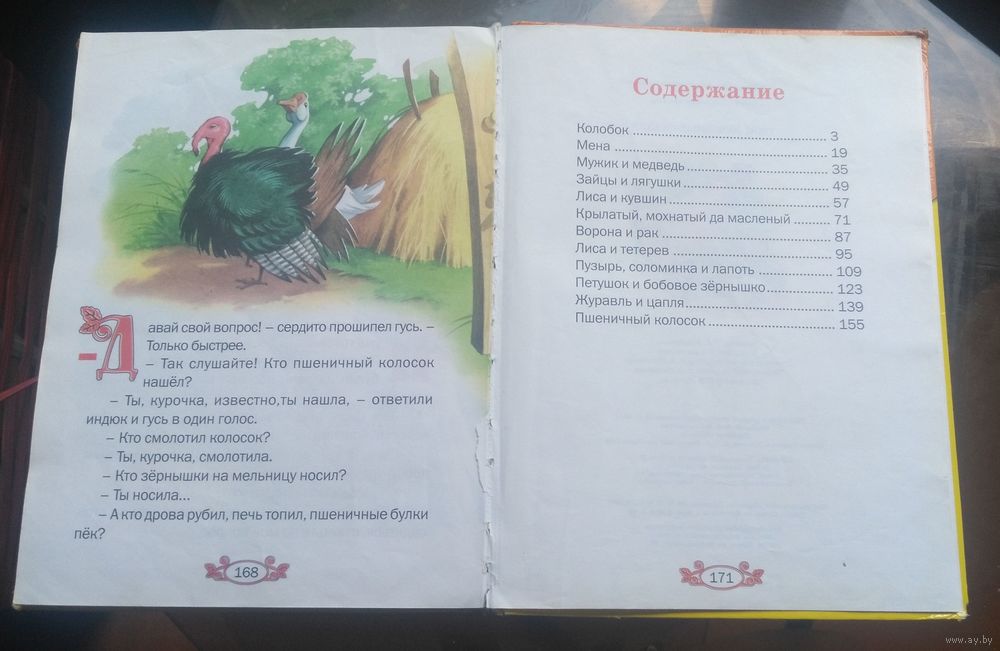 – Давай свой вопрос! – сердито прошипел гусь. –
Только быстрее.
– Так слушайте! Кто пшеничный колосок
нашёл?
– Ты, курочка, известно,ты нашла, – ответили
индюк и гусь в один голос.
– Кто смолотил колосок?
– Ты, курочка, смолотила.
– Кто зёрнышки на мельницу носил?
– Ты носила...
– А кто дрова рубил, печь топил, пшеничные булки
пёк?
168
Содержание
Колобок ........ 3
Мена ........ 19
Мужик и медведь ........ 35
Зайцы и лягушки ........ 49
Лиса и кувшин ........ 57
Крылатый, мохнатый да масленый ........ 71
Ворона и рак ........ 87
Лиса и тетерев ........ 95
Пузырь, соломинка и лапоть ........ 109
Петушок и бобовое зёрнышко ........ 123
Журавль и цапля ........ 139
Пшеничный колосок ........ 155
171
www.ay.by